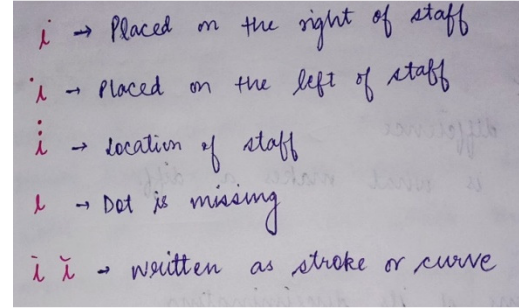 i → Placed on the right of staff
i → Placed on the left of staff
i → Location of staff
ı → Dot is missing
ī ĭ → Written as stroke or curve